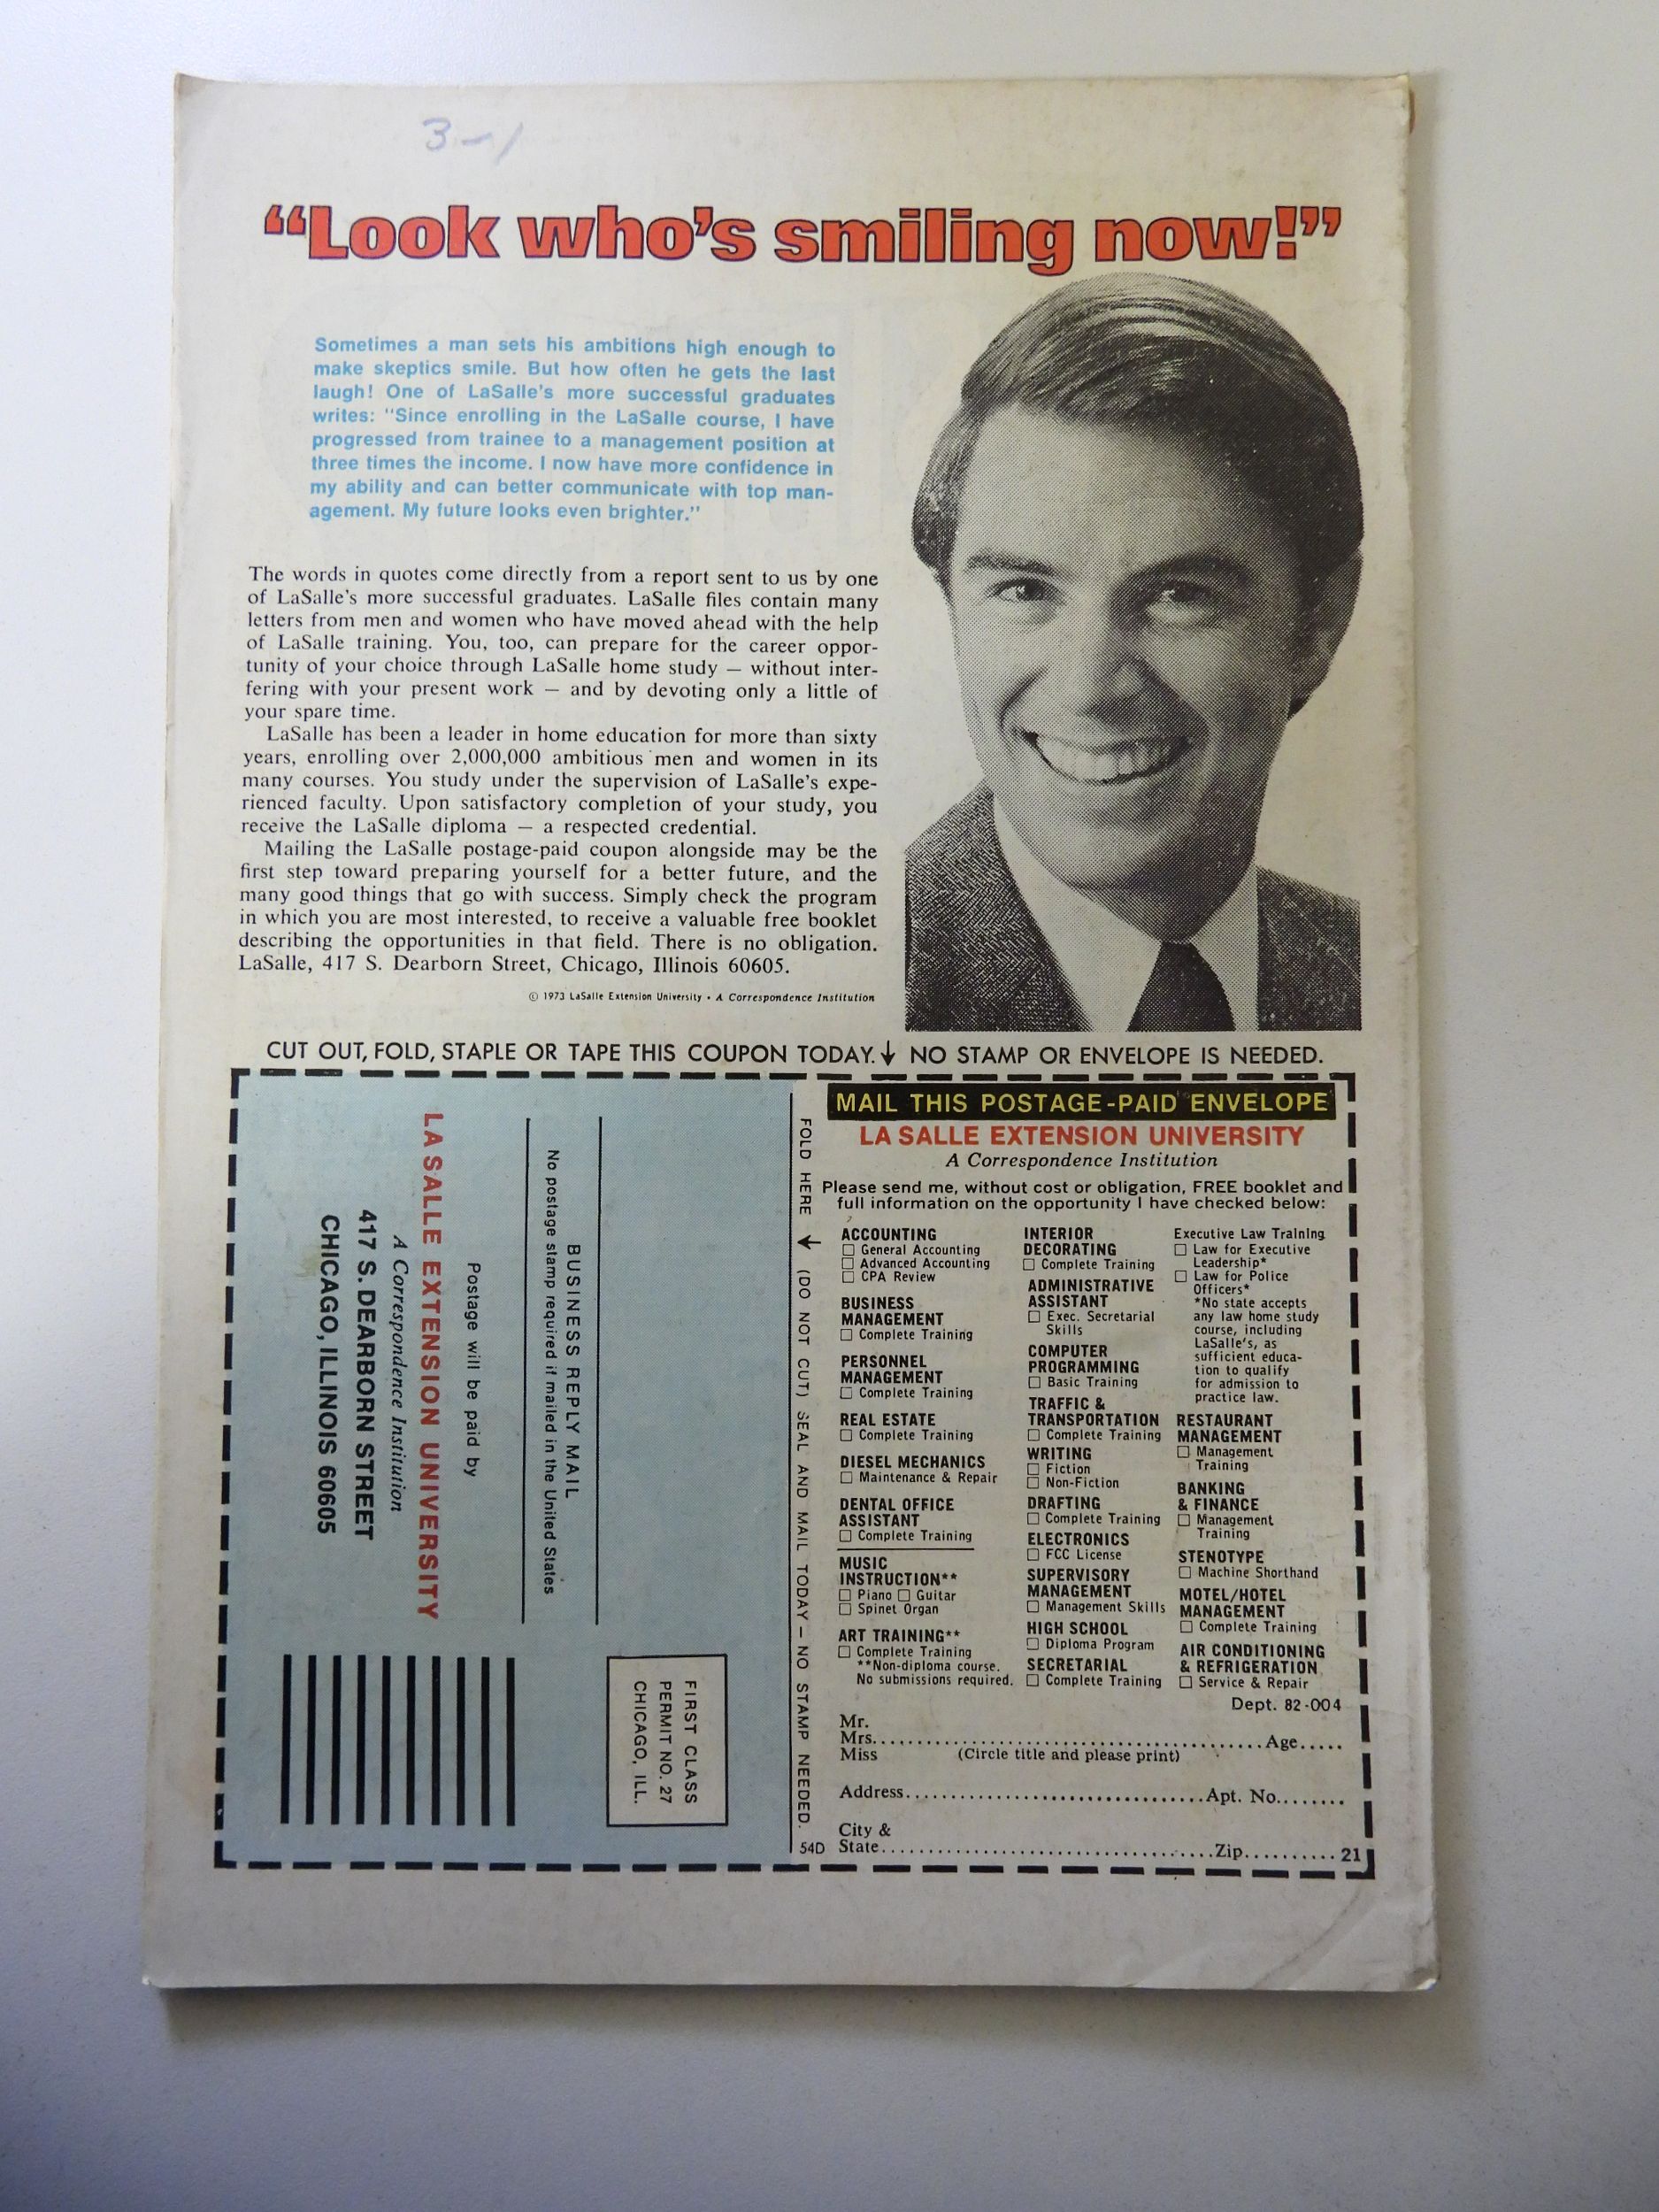 3-1
“Look who’s smiling now!”
Sometimes a man sets his ambitions high enough to
make skeptics smile. But how often he gets the last
laugh! One of LaSalle's more successful graduates
writes: "Since enrolling in the LaSalle course, I have
progressed from trainee to a management position at
three times the income. I now have more confidence in
my ability and can better communicate with top man-
agement. My future looks even brighter."
The words in quotes come directly from a report sent to us by one
of LaSalle's more successful graduates. LaSalle files contain many
letters from men and women who have moved ahead with the help
of LaSalle training. You, too, can prepare for the career oppor-
tunity of your choice through LaSalle home study — without inter-
fering with your present work — and by devoting only a little of
your spare time.
LaSalle has been a leader in home education for more than sixty
years, enrolling over 2,000,000 ambitious men and women in its
many courses. You study under the supervision of LaSalle's expe-
rienced faculty. Upon satisfactory completion of your study, you
receive the LaSalle diploma — a respected credential.
Mailing the LaSalle postage-paid coupon alongside may be the
first step toward preparing yourself for a better future, and the
many good things that go with success. Simply check the program
in which you are most interested, to receive a valuable free booklet
describing the opportunities in that field. There is no obligation.
LaSalle, 417 S. Dearborn Street, Chicago, Illinois 60605.
© 1973 LaSalle Extension University • A Correspondence Institution
CUT OUT, FOLD, STAPLE OR TAPE THIS COUPON TODAY.↓ NO STAMP OR ENVELOPE IS NEEDED.
FIRST CLASS
PERMIT NO. 27
CHICAGO, ILL.
BUSINESS REPLY MAIL
No postage stamp required if mailed in the United States
Postage will be paid by
LA SALLE EXTENSION UNIVERSITY
A Correspondence Institution
417 S. DEARBORN STREET
CHICAGO, ILLINOIS 60605
FOLD HERE ↓ (DO NOT CUT) SEAL AND MAIL TODAY — NO STAMP NEEDED.
54D
MAIL THIS POSTAGE-PAID ENVELOPE
LA SALLE EXTENSION UNIVERSITY
A Correspondence Institution
Please send me, without cost or obligation, FREE booklet and
full information on the opportunity I have checked below:
ACCOUNTING
☐ General Accounting
☐ Advanced Accounting
☐ CPA Review
BUSINESS
MANAGEMENT
☐ Complete Training
PERSONNEL
MANAGEMENT
☐ Complete Training
REAL ESTATE
☐ Complete Training
DIESEL MECHANICS
☐ Maintenance & Repair
DENTAL OFFICE
ASSISTANT
☐ Complete Training
MUSIC
INSTRUCTION**
☐ Piano ☐ Guitar
☐ Spinet Organ
ART TRAINING**
☐ Complete Training
**Non-diploma course.
No submissions required.
INTERIOR
DECORATING
☐ Complete Training
ADMINISTRATIVE
ASSISTANT
☐ Exec. Secretarial
Skills
COMPUTER
PROGRAMMING
☐ Basic Training
TRAFFIC &
TRANSPORTATION
☐ Complete Training
WRITING
☐ Fiction
☐ Non-Fiction
DRAFTING
☐ Complete Training
ELECTRONICS
☐ FCC License
SUPERVISORY
MANAGEMENT
☐ Management Skills
HIGH SCHOOL
☐ Diploma Program
SECRETARIAL
☐ Complete Training
Executive Law Training
☐ Law for Executive
Leadership*
☐ Law for Police
Officers*
*No state accepts
any law home study
course, including
LaSalle's, as
sufficient educa-
tion to qualify
for admission to
practice law.
RESTAURANT
MANAGEMENT
☐ Management
Training
BANKING
& FINANCE
☐ Management
Training
STENOTYPE
☐ Machine Shorthand
MOTEL/HOTEL
MANAGEMENT
☐ Complete Training
AIR CONDITIONING
& REFRIGERATION
☐ Service & Repair
Dept. 82-004
Mr.
Mrs..............................Age.....
Miss (Circle title and please print)
Address..............................Apt. No........
City &
State..............................Zip.......... 21